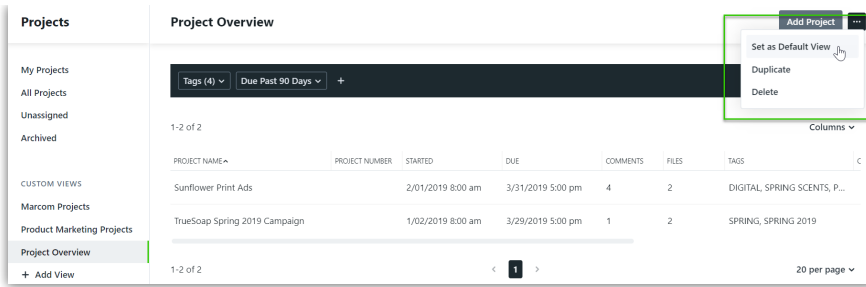 Projects
Project Overview
Add Project
...
Set as Default View
Duplicate
Delete
My Projects
All Projects
Unassigned
Archived
CUSTOM VIEWS
Marcom Projects
Product Marketing Projects
Project Overview
+ Add View
Tags (4)
Due Past 90 Days
+
1-2 of 2
Columns
PROJECT NAME PROJECT NUMBER STARTED DUE COMMENTS FILES TAGS C
Sunflower Print Ads 2/01/2019 8:00 am 3/31/2019 5:00 pm 4 2 DIGITAL, SPRING SCENTS, P...
TrueSoap Spring 2019 Campaign 1/02/2019 8:00 am 3/29/2019 5:00 pm 1 2 SPRING, SPRING 2019
1-2 of 2
< 1 >
20 per page